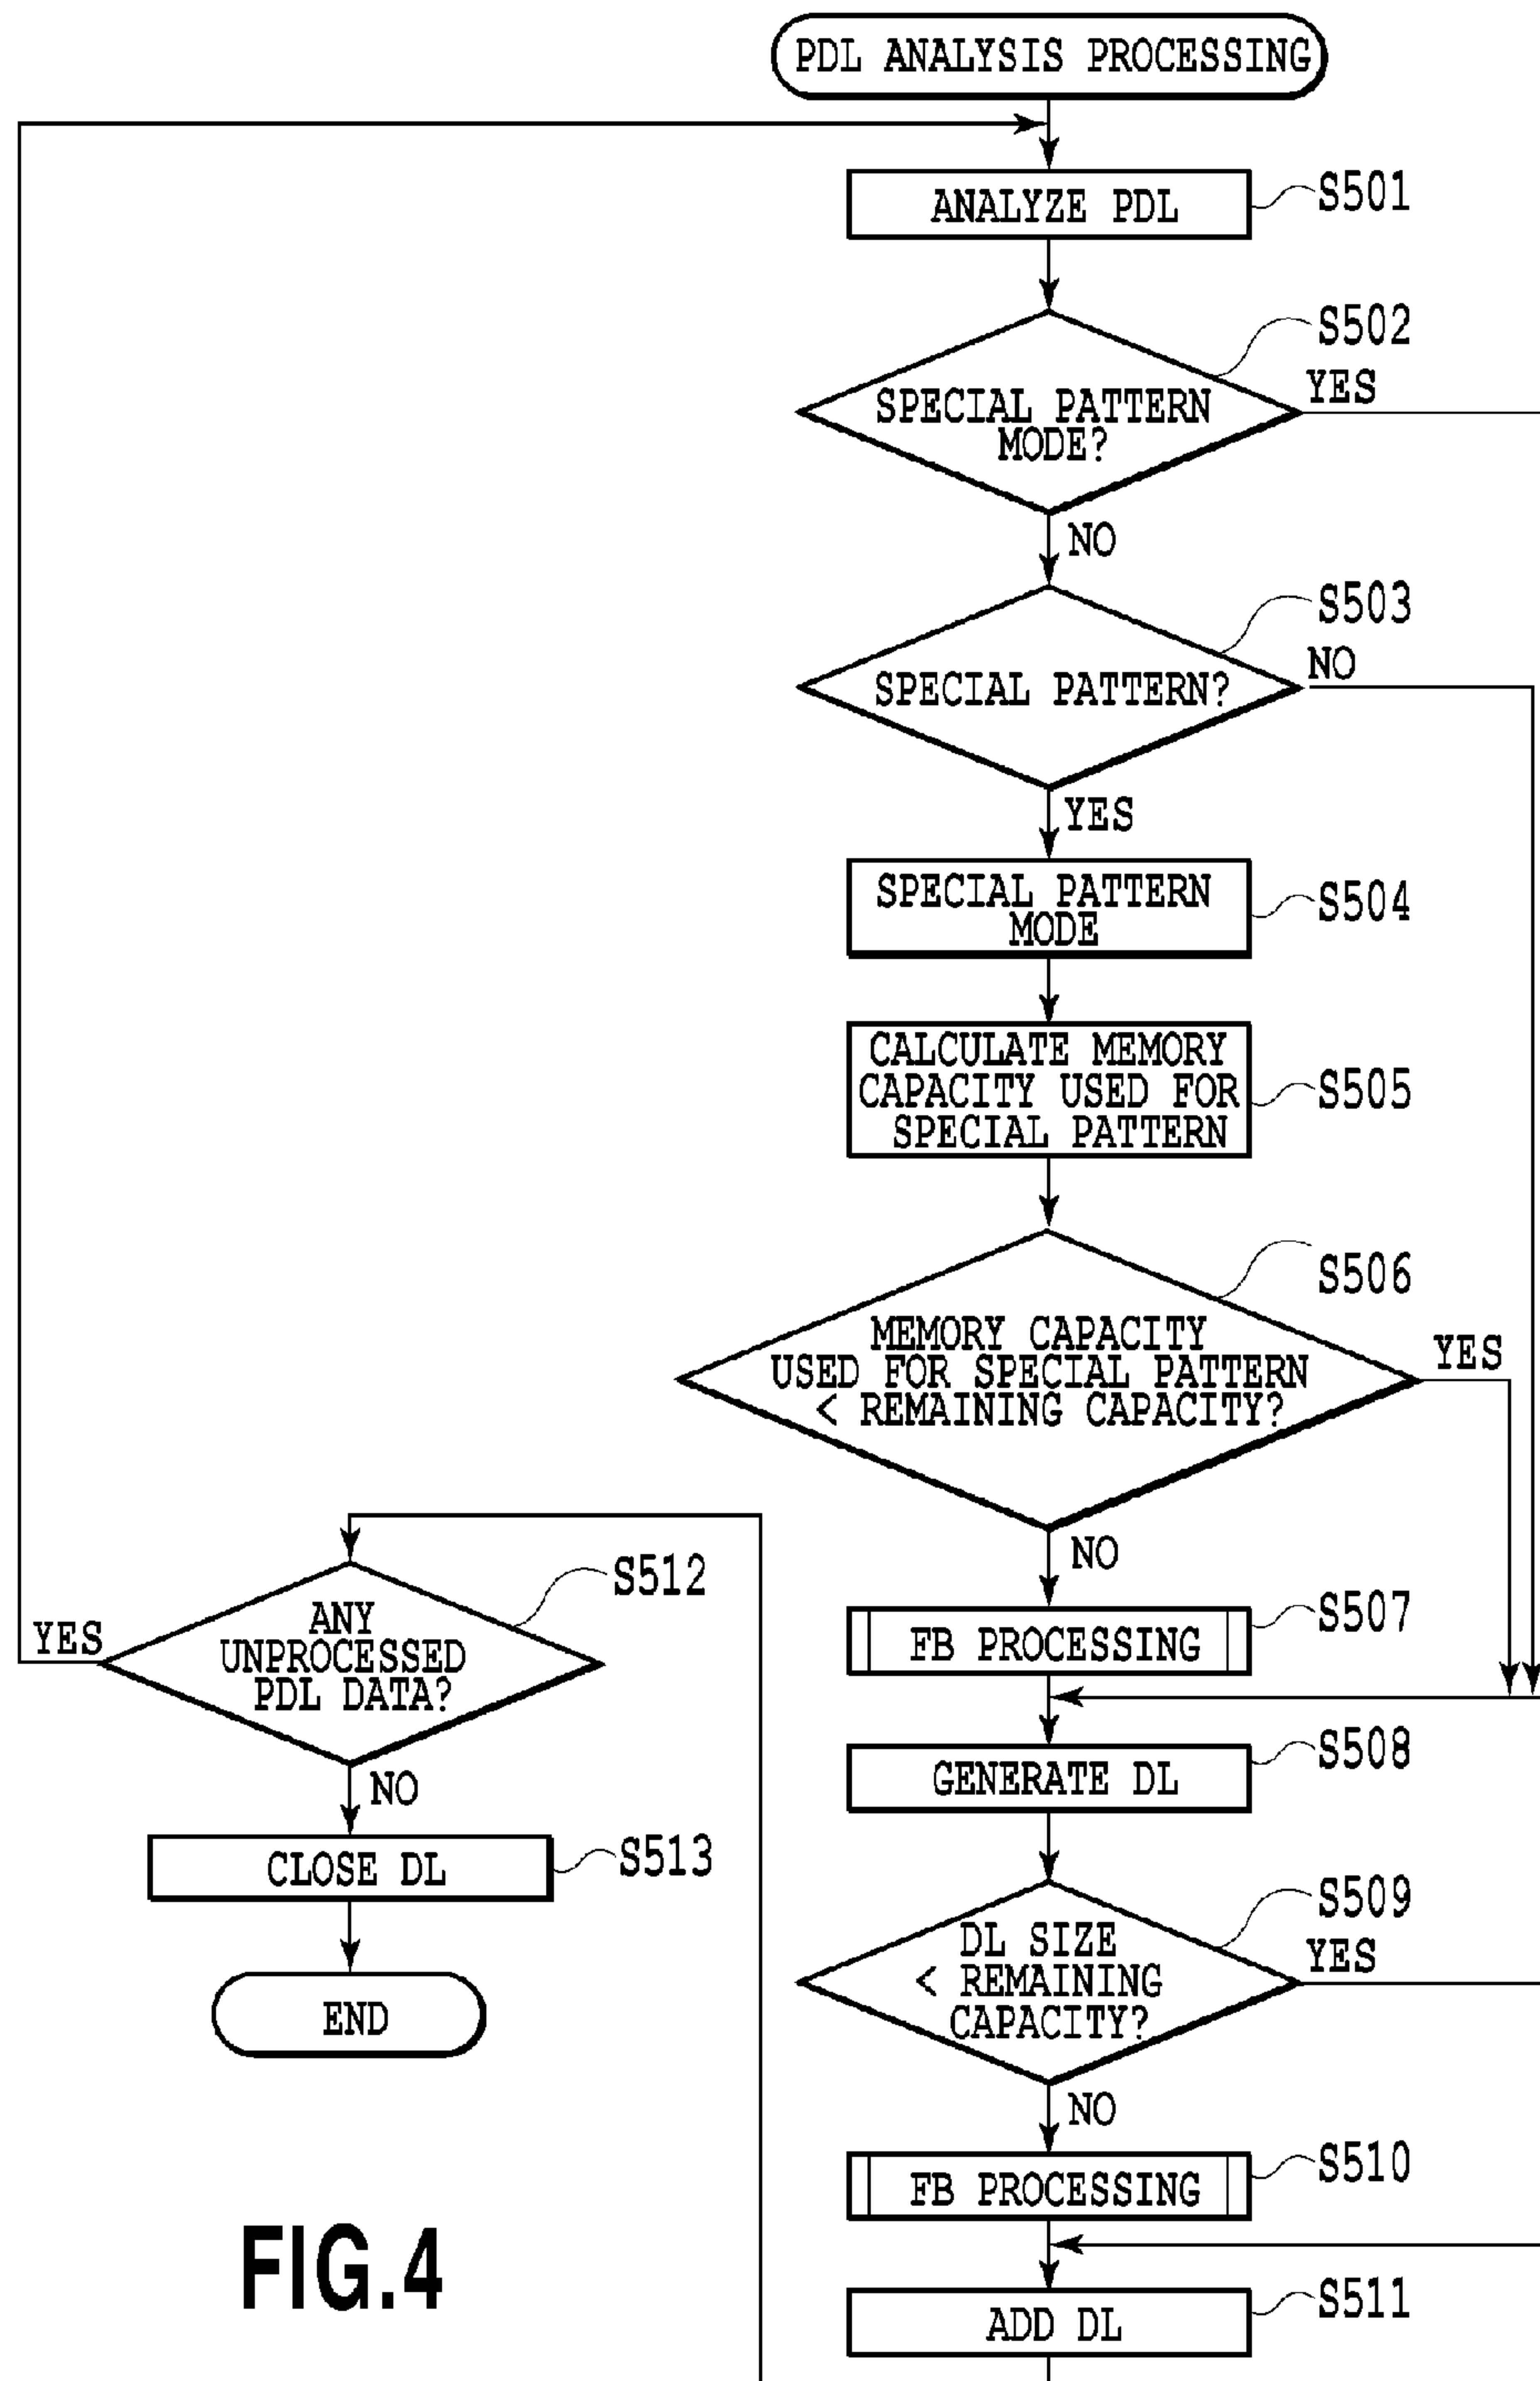 PDL ANALYSIS PROCESSING
ANALYZE PDL
S501
S502
SPECIAL PATTERN
MODE?
YES
NO
S503
SPECIAL PATTERN?
NO
YES
SPECIAL PATTERN
MODE
S504
CALCULATE MEMORY
CAPACITY USED FOR
SPECIAL PATTERN
S505
S506
MEMORY CAPACITY
USED FOR SPECIAL PATTERN
< REMAINING CAPACITY?
YES
NO
FB PROCESSING
S507
GENERATE DL
S508
S509
DL SIZE
< REMAINING
CAPACITY?
YES
NO
FB PROCESSING
S510
ADD DL
S511
S512
ANY
UNPROCESSED
PDL DATA?
YES
NO
CLOSE DL
S513
END
FIG.4